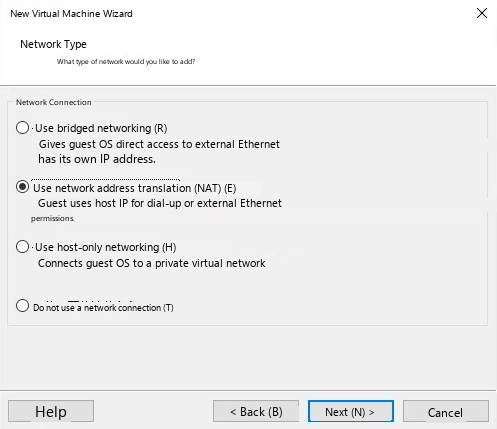 New Virtual Machine Wizard
Network Type
What type of network would you like to add?
Network Connection
Use bridged networking (R)
Gives guest OS direct access to external Ethernet
has its own IP address.
Use network address translation (NAT) (E)
Guest uses host IP for dial-up or external Ethernet
permissions.
Use host-only networking (H)
Connects guest OS to a private virtual network
Do not use a network connection (T)
Help
< Back (B)
Next (N) >
Cancel